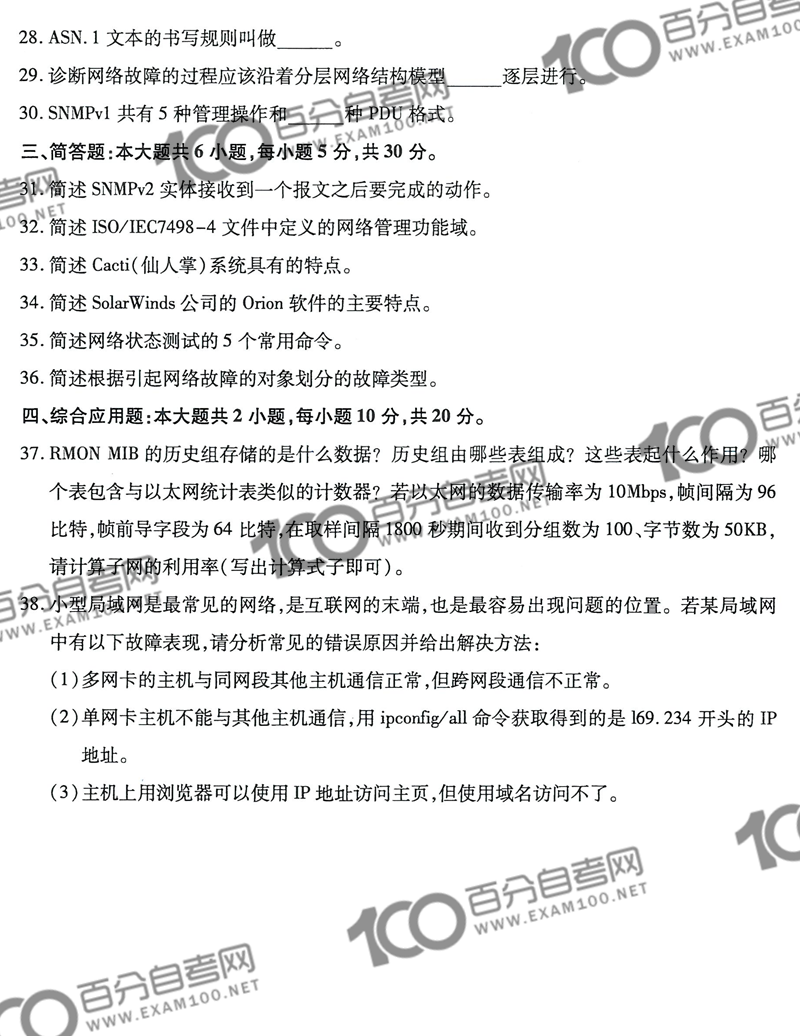 28. ASN. 1 文本的书写规则叫做______。
29. 诊断网络故障的过程应该沿着分层网络结构模型______逐层进行。
30. SNMPv1 共有 5 种管理操作和______种 PDU 格式。
三、简答题:本大题共 6 小题,每小题 5 分,共 30 分。
31. 简述 SNMPv2 实体接收到一个报文之后要完成的动作。
32. 简述 ISO/IEC7498-4 文件中定义的网络管理功能域。
33. 简述 Cacti(仙人掌)系统具有的特点。
34. 简述 SolarWinds 公司的 Orion 软件的主要特点。
35. 简述网络状态测试的 5 个常用命令。
36. 简述根据引起网络故障的对象划分的故障类型。
四、综合应用题:本大题共 2 小题,每小题 10 分,共 20 分。
37. RMON MIB 的历史组存储的是什么数据? 历史组由哪些表组成? 这些表起什么作用? 哪
个表包含与以太网统计表类似的计数器? 若以太网的数据传输率为 10Mbps,帧间隔为 96
比特,帧前导字段为 64 比特,在取样间隔 1800 秒期间收到分组数为 100、字节数为 50KB,
请计算子网的利用率(写出计算式子即可)。
38. 小型局域网是最常见的网络,是互联网的末端,也是最容易出现问题的位置。若某局域网
中有以下故障表现,请分析常见的错误原因并给出解决方法:
(1)多网卡的主机与同网段其他主机通信正常,但跨网段通信不正常。
(2)单网卡主机不能与其他主机通信,用 ipconfig/all 命令获取得到的是 l69. 234 开头的 IP
地址。
(3)主机上用浏览器可以使用 IP 地址访问主页,但使用域名访问不了。
100 百分自考网
WWW.EXAM100.NET